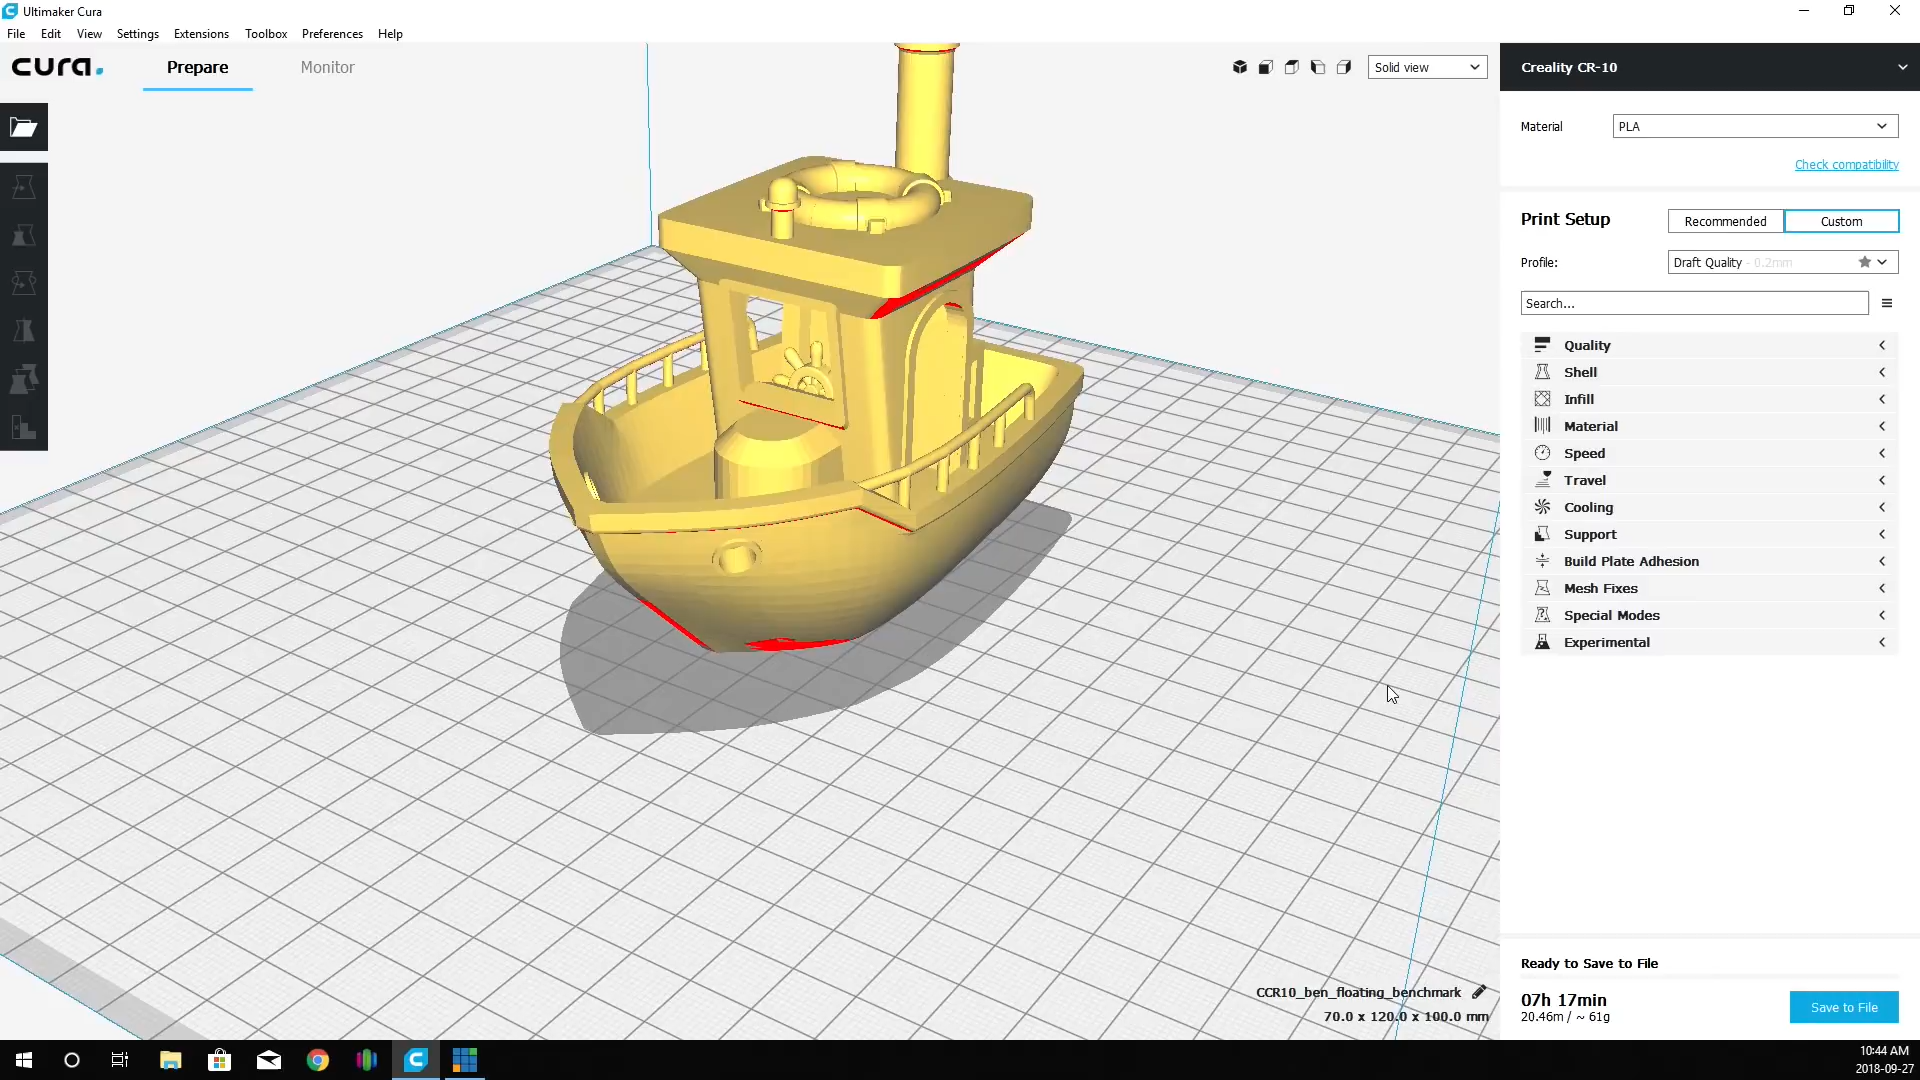 Ultimaker Cura
File Edit View Settings Extensions Toolbox Preferences Help
cura. Prepare Monitor Solid view Creality CR-10
Material PLA
Check compatibility
Print Setup Recommended Custom
Profile: Draft Quality - 0.2mm
Search...
Quality
Shell
Infill
Material
Speed
Travel
Cooling
Support
Build Plate Adhesion
Mesh Fixes
Special Modes
Experimental
Ready to Save to File
CCR10_ben_floating_benchmark
70.0 x 120.0 x 100.0 mm
07h 17min
20.46m / ~ 61g
Save to File
10:44 AM
2018-09-27